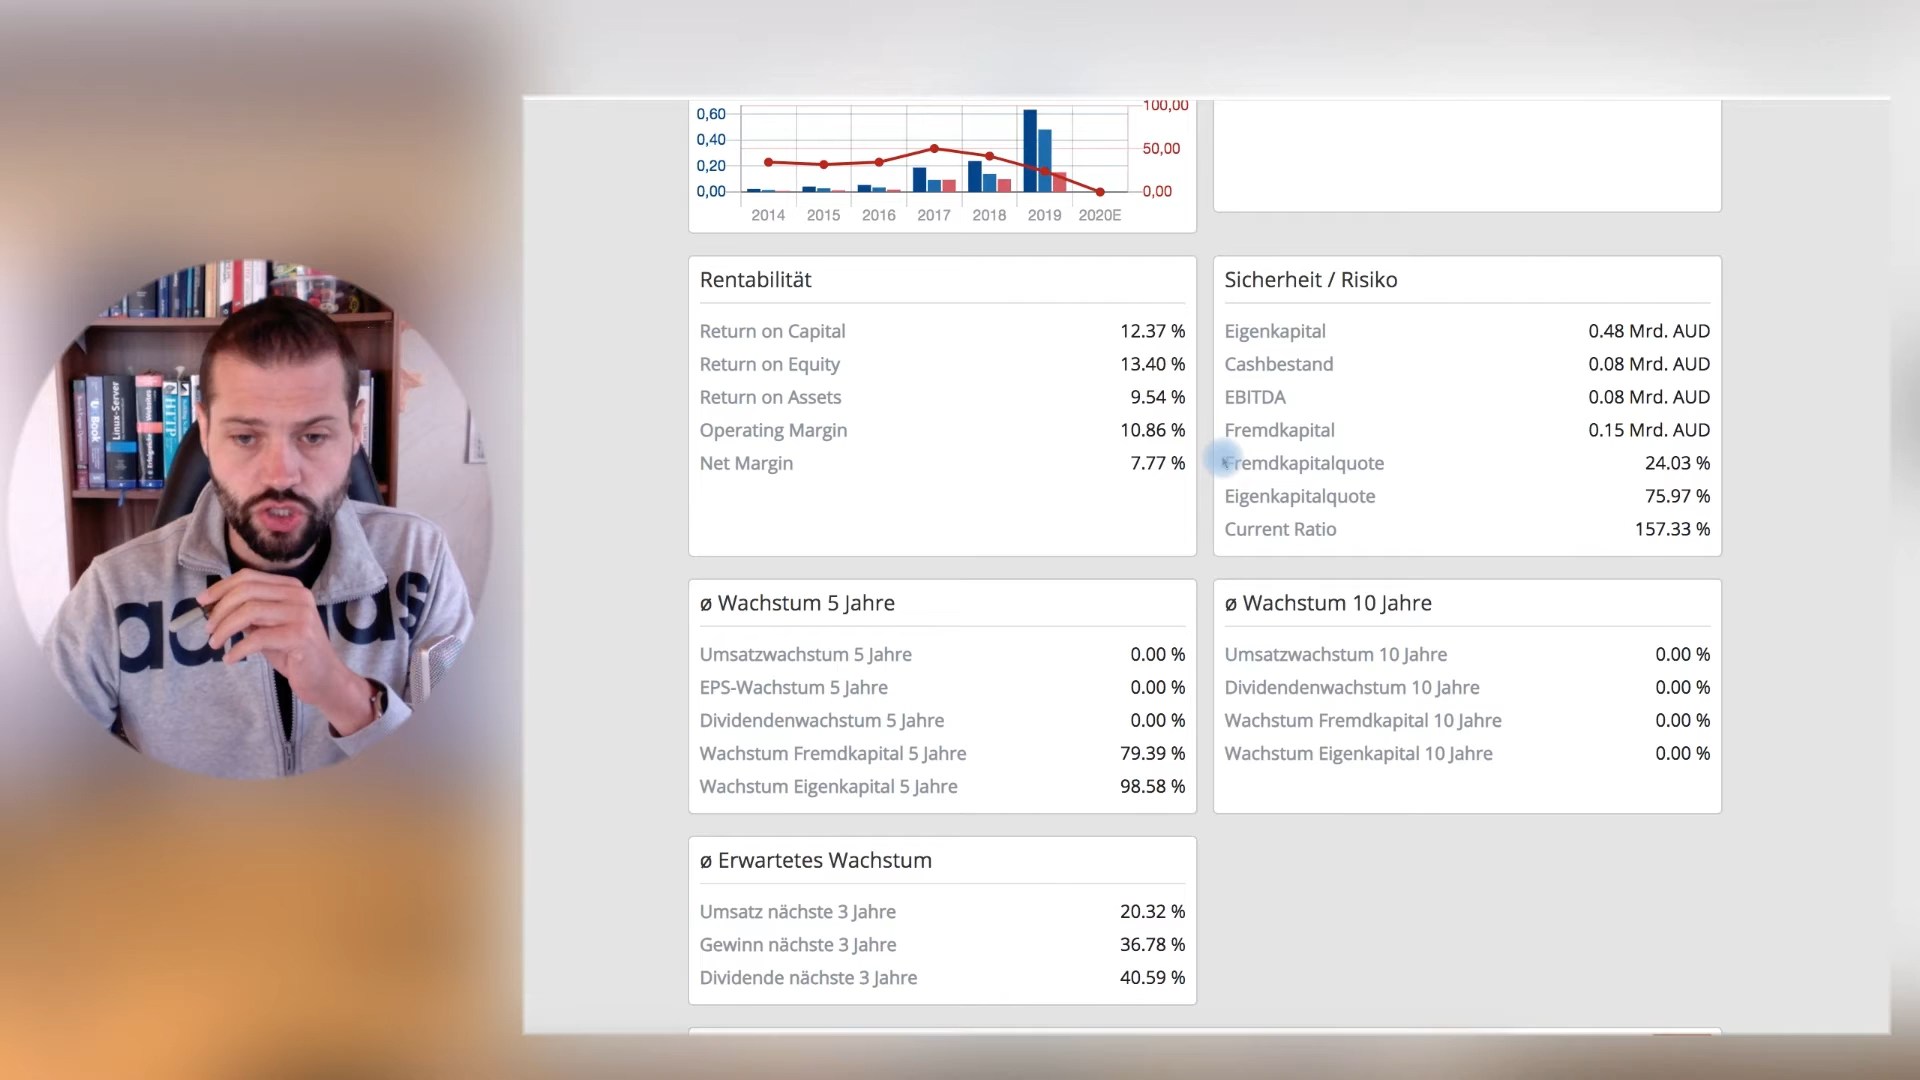 0,60
0,40
0,20
0,00
100,00
50,00
0,00
2014 2015 2016 2017 2018 2019 2020E
Rentabilität
Return on Capital 12.37 %
Return on Equity 13.40 %
Return on Assets 9.54 %
Operating Margin 10.86 %
Net Margin 7.77 %
Sicherheit / Risiko
Eigenkapital 0.48 Mrd. AUD
Cashbestand 0.08 Mrd. AUD
EBITDA 0.08 Mrd. AUD
Fremdkapital 0.15 Mrd. AUD
Fremdkapitalquote 24.03 %
Eigenkapitalquote 75.97 %
Current Ratio 157.33 %
ø Wachstum 5 Jahre
Umsatzwachstum 5 Jahre 0.00 %
EPS-Wachstum 5 Jahre 0.00 %
Dividendenwachstum 5 Jahre 0.00 %
Wachstum Fremdkapital 5 Jahre 79.39 %
Wachstum Eigenkapital 5 Jahre 98.58 %
ø Wachstum 10 Jahre
Umsatzwachstum 10 Jahre 0.00 %
Dividendenwachstum 10 Jahre 0.00 %
Wachstum Fremdkapital 10 Jahre 0.00 %
Wachstum Eigenkapital 10 Jahre 0.00 %
ø Erwartetes Wachstum
Umsatz nächste 3 Jahre 20.32 %
Gewinn nächste 3 Jahre 36.78 %
Dividende nächste 3 Jahre 40.59 %
Book
Linux-Server
Websites
HTTP